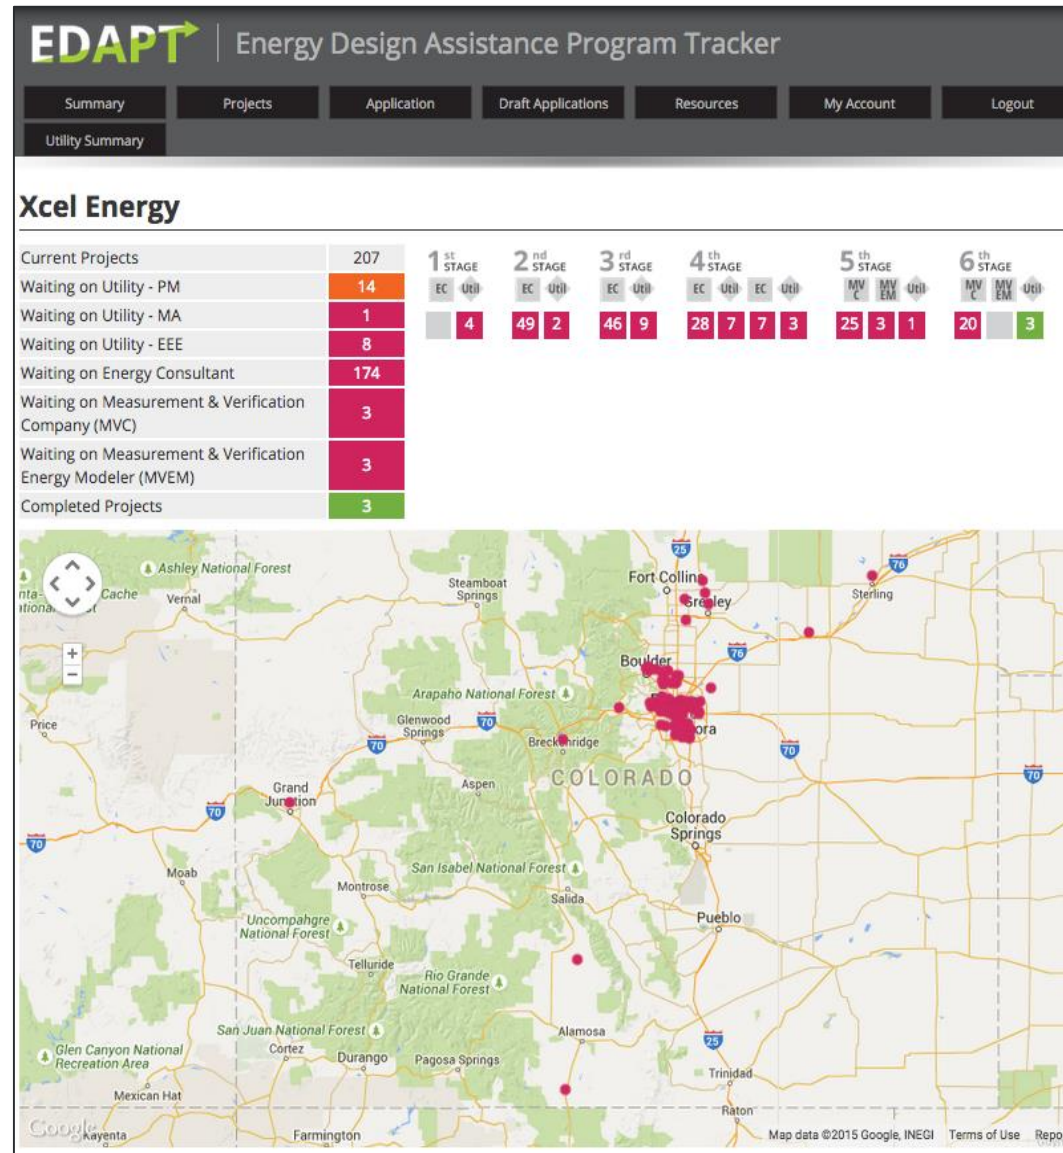 EDAPT Energy Design Assistance Program Tracker
Summary Projects Application Draft Applications Resources My Account Logout
Utility Summary
Xcel Energy
Current Projects 207
Waiting on Utility - PM 14
Waiting on Utility - MA 1
Waiting on Utility - EEE 8
Waiting on Energy Consultant 174
Waiting on Measurement & Verification
Company (MVC) 3
Waiting on Measurement & Verification
Energy Modeler (MVEM) 3
Completed Projects 3
1st STAGE 2nd STAGE 3rd STAGE 4th STAGE 5th STAGE 6th STAGE
EC Util EC Util EC Util EC Util EC Util MVC MVEM Util MVC MVEM Util
4 49 2 46 9 28 7 7 3 25 3 1 20 3
25
76
Ashley National Forest
Fort Collins
Steamboat
Springs
Cache
Vernal
Sterling
Greeley
+
−
76
Boulder
Arapaho National Forest
Price
Glenwood
Springs
70
70
Breckenridge
70
70
COLORADO
Aspen
Grand
Junction
70
Colorado
Springs
70
San Isabel National Forest
Moab
Montrose
Salida
Uncompahgre
National Forest
Pueblo
Telluride
Rio Grande
National Forest
San Juan National Forest
Alamosa
25
Glen Canyon National
Recreation Area
Cortez
Durango
Pagosa Springs
Trinidad
Mexican Hat
Raton
Google
Kayenta
Farmington
Map data ©2015 Google, INEGI Terms of Use Repo